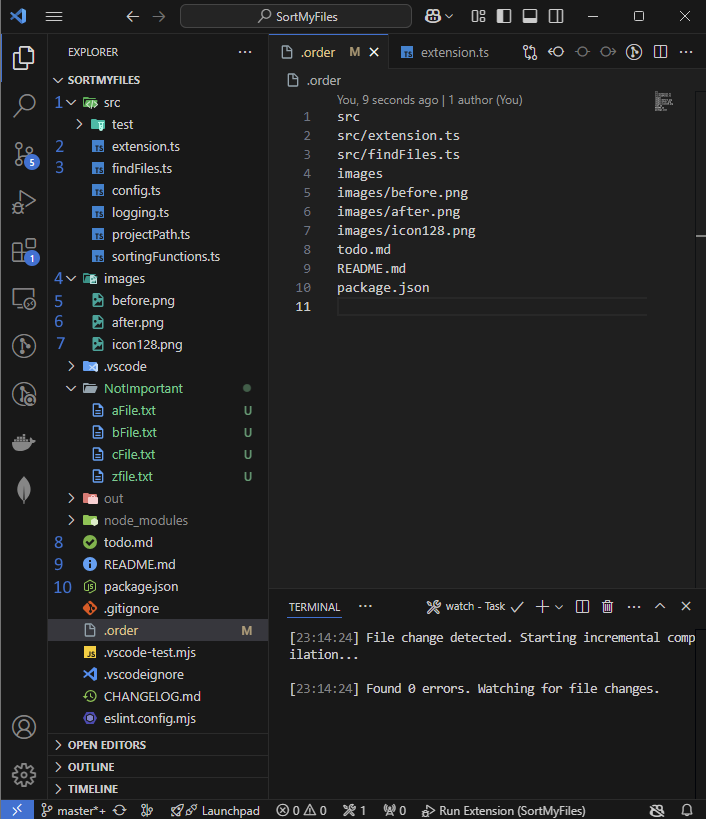 SortMyFiles
EXPLORER
SORTMYFILES
1 src
test
2 extension.ts
3 findFiles.ts
config.ts
logging.ts
projectPath.ts
sortingFunctions.ts
4 images
5 before.png
6 after.png
7 icon128.png
.vscode
NotImportant
aFile.txt U
bFile.txt U
cFile.txt U
zfile.txt U
out
node_modules
8 todo.md
9 README.md
10 package.json
.gitignore
.order M
.vscode-test.mjs
.vscodeignore
CHANGELOG.md
eslint.config.mjs
OPEN EDITORS
OUTLINE
TIMELINE
5
1
.order M
extension.ts
.order
You, 9 seconds ago | 1 author (You)
1 src
2 src/extension.ts
3 src/findFiles.ts
4 images
5 images/before.png
6 images/after.png
7 images/icon128.png
8 todo.md
9 README.md
10 package.json
11
TERMINAL
watch - Task
[23:14:24] File change detected. Starting incremental comp
ilation...
[23:14:24] Found 0 errors. Watching for file changes.
master*+ Launchpad 0 0 1 0 Run Extension (SortMyFiles)